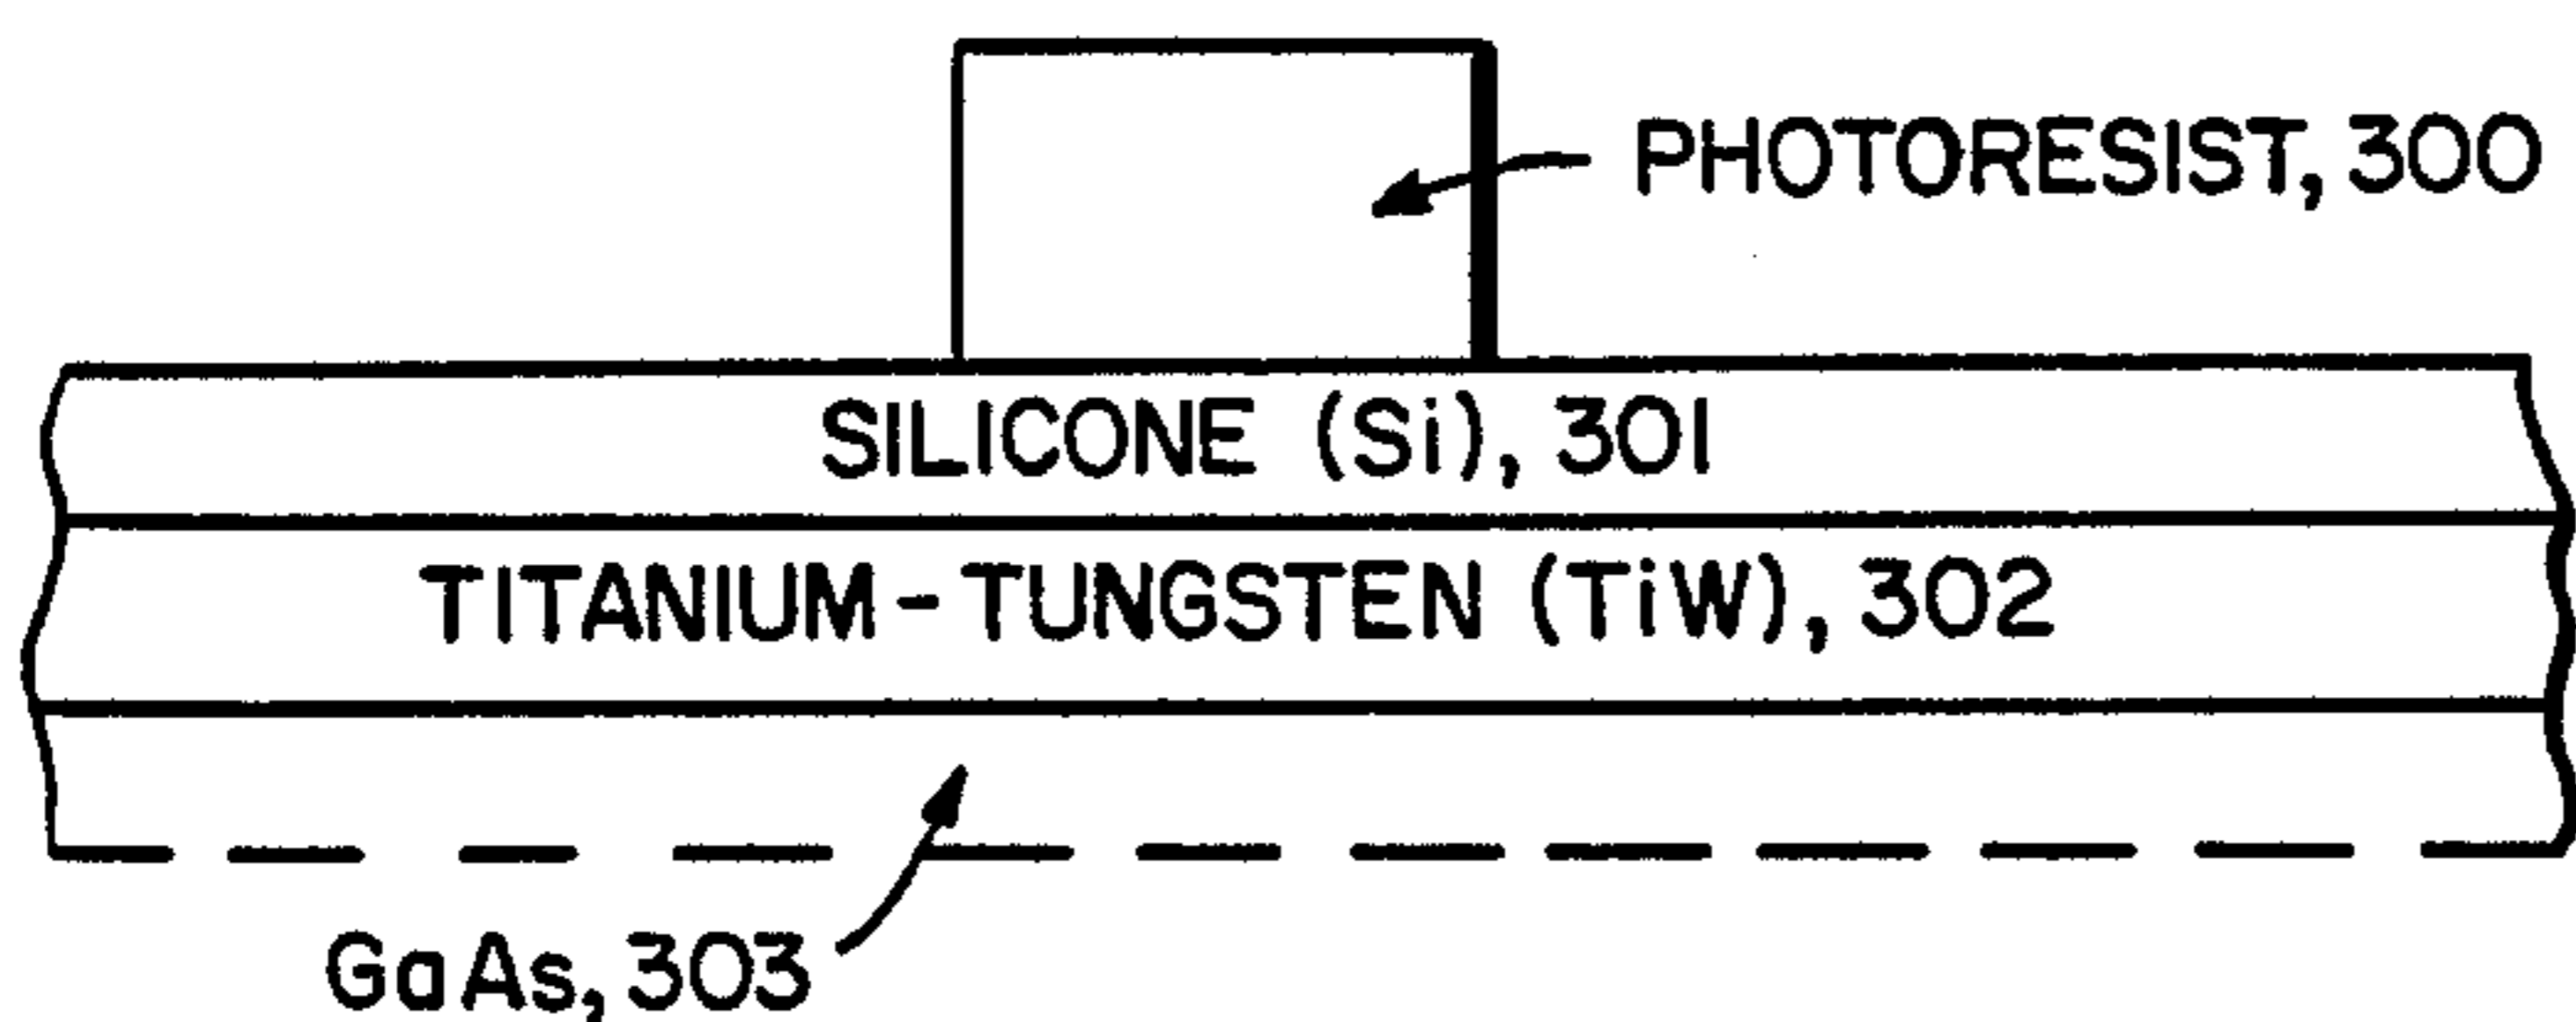 PHOTORESIST, 300
SILICONE (Si), 301
TITANIUM-TUNGSTEN (TiW), 302
GaAs, 303